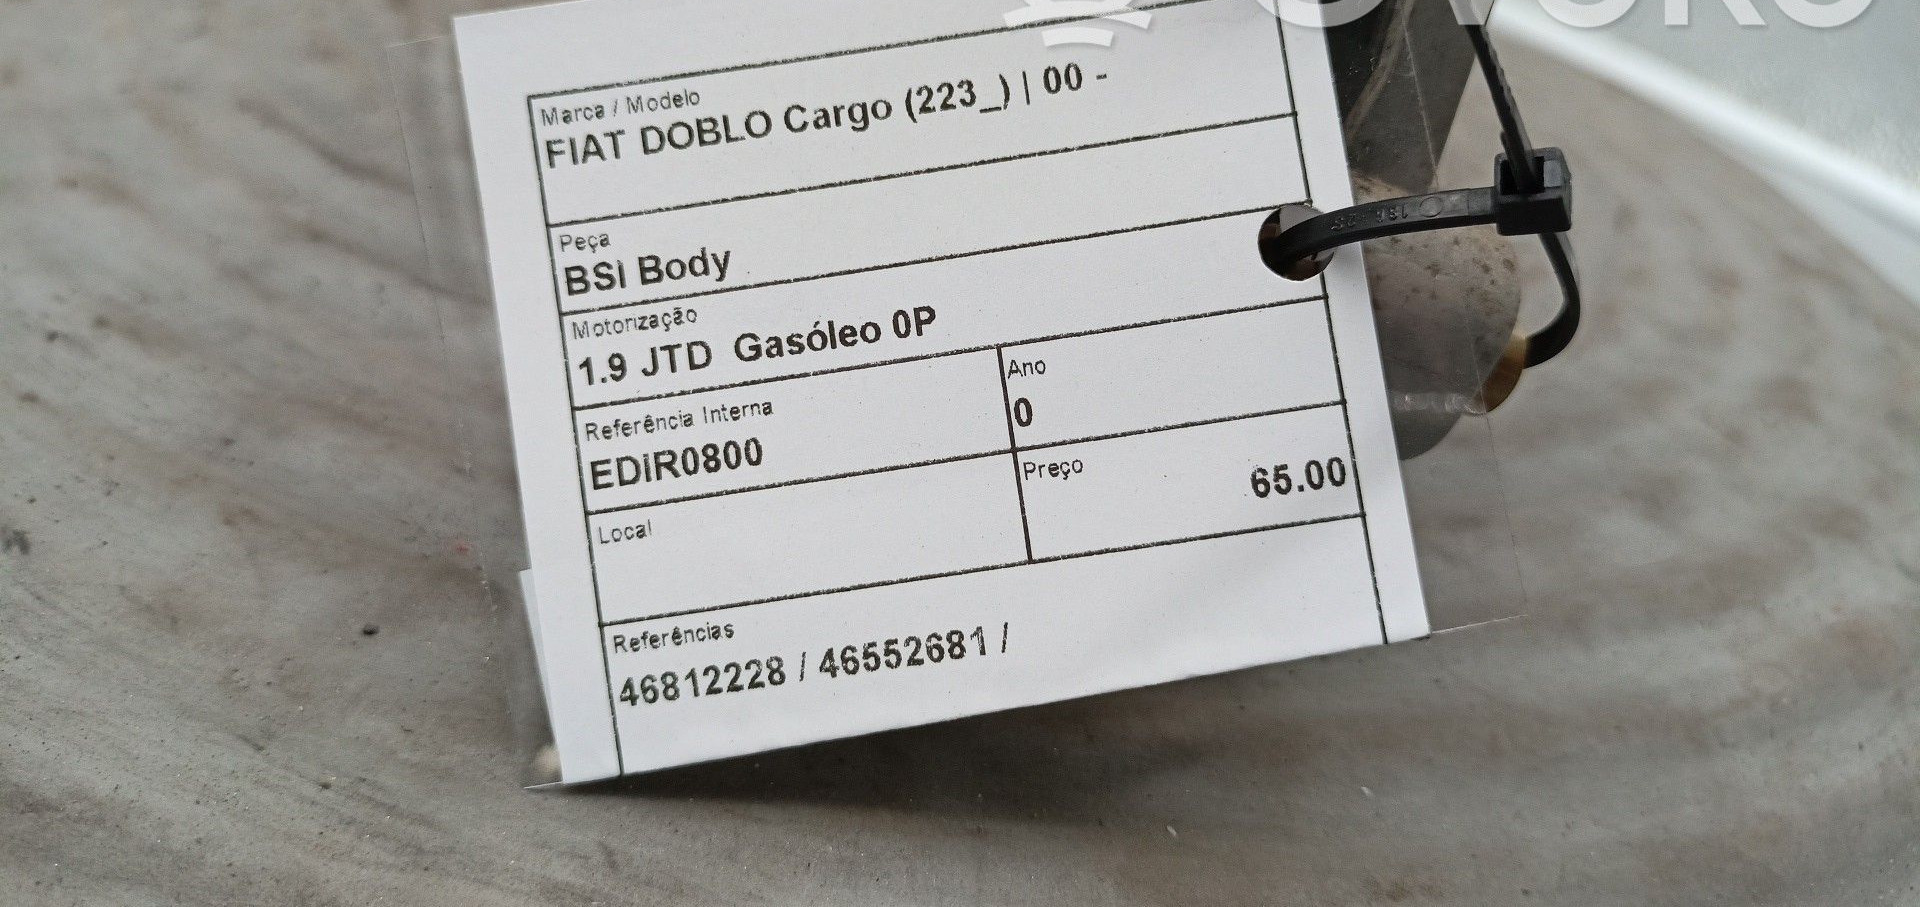 Marca / Modelo
FIAT DOBLO Cargo (223_) | 00 -
Peça
BSI Body
Motorização
1.9 JTD Gasóleo 0P
Referência Interna
EDIR0800
Ano
0
Local
Preço
65.00
Referências
46812228 / 46552681 /